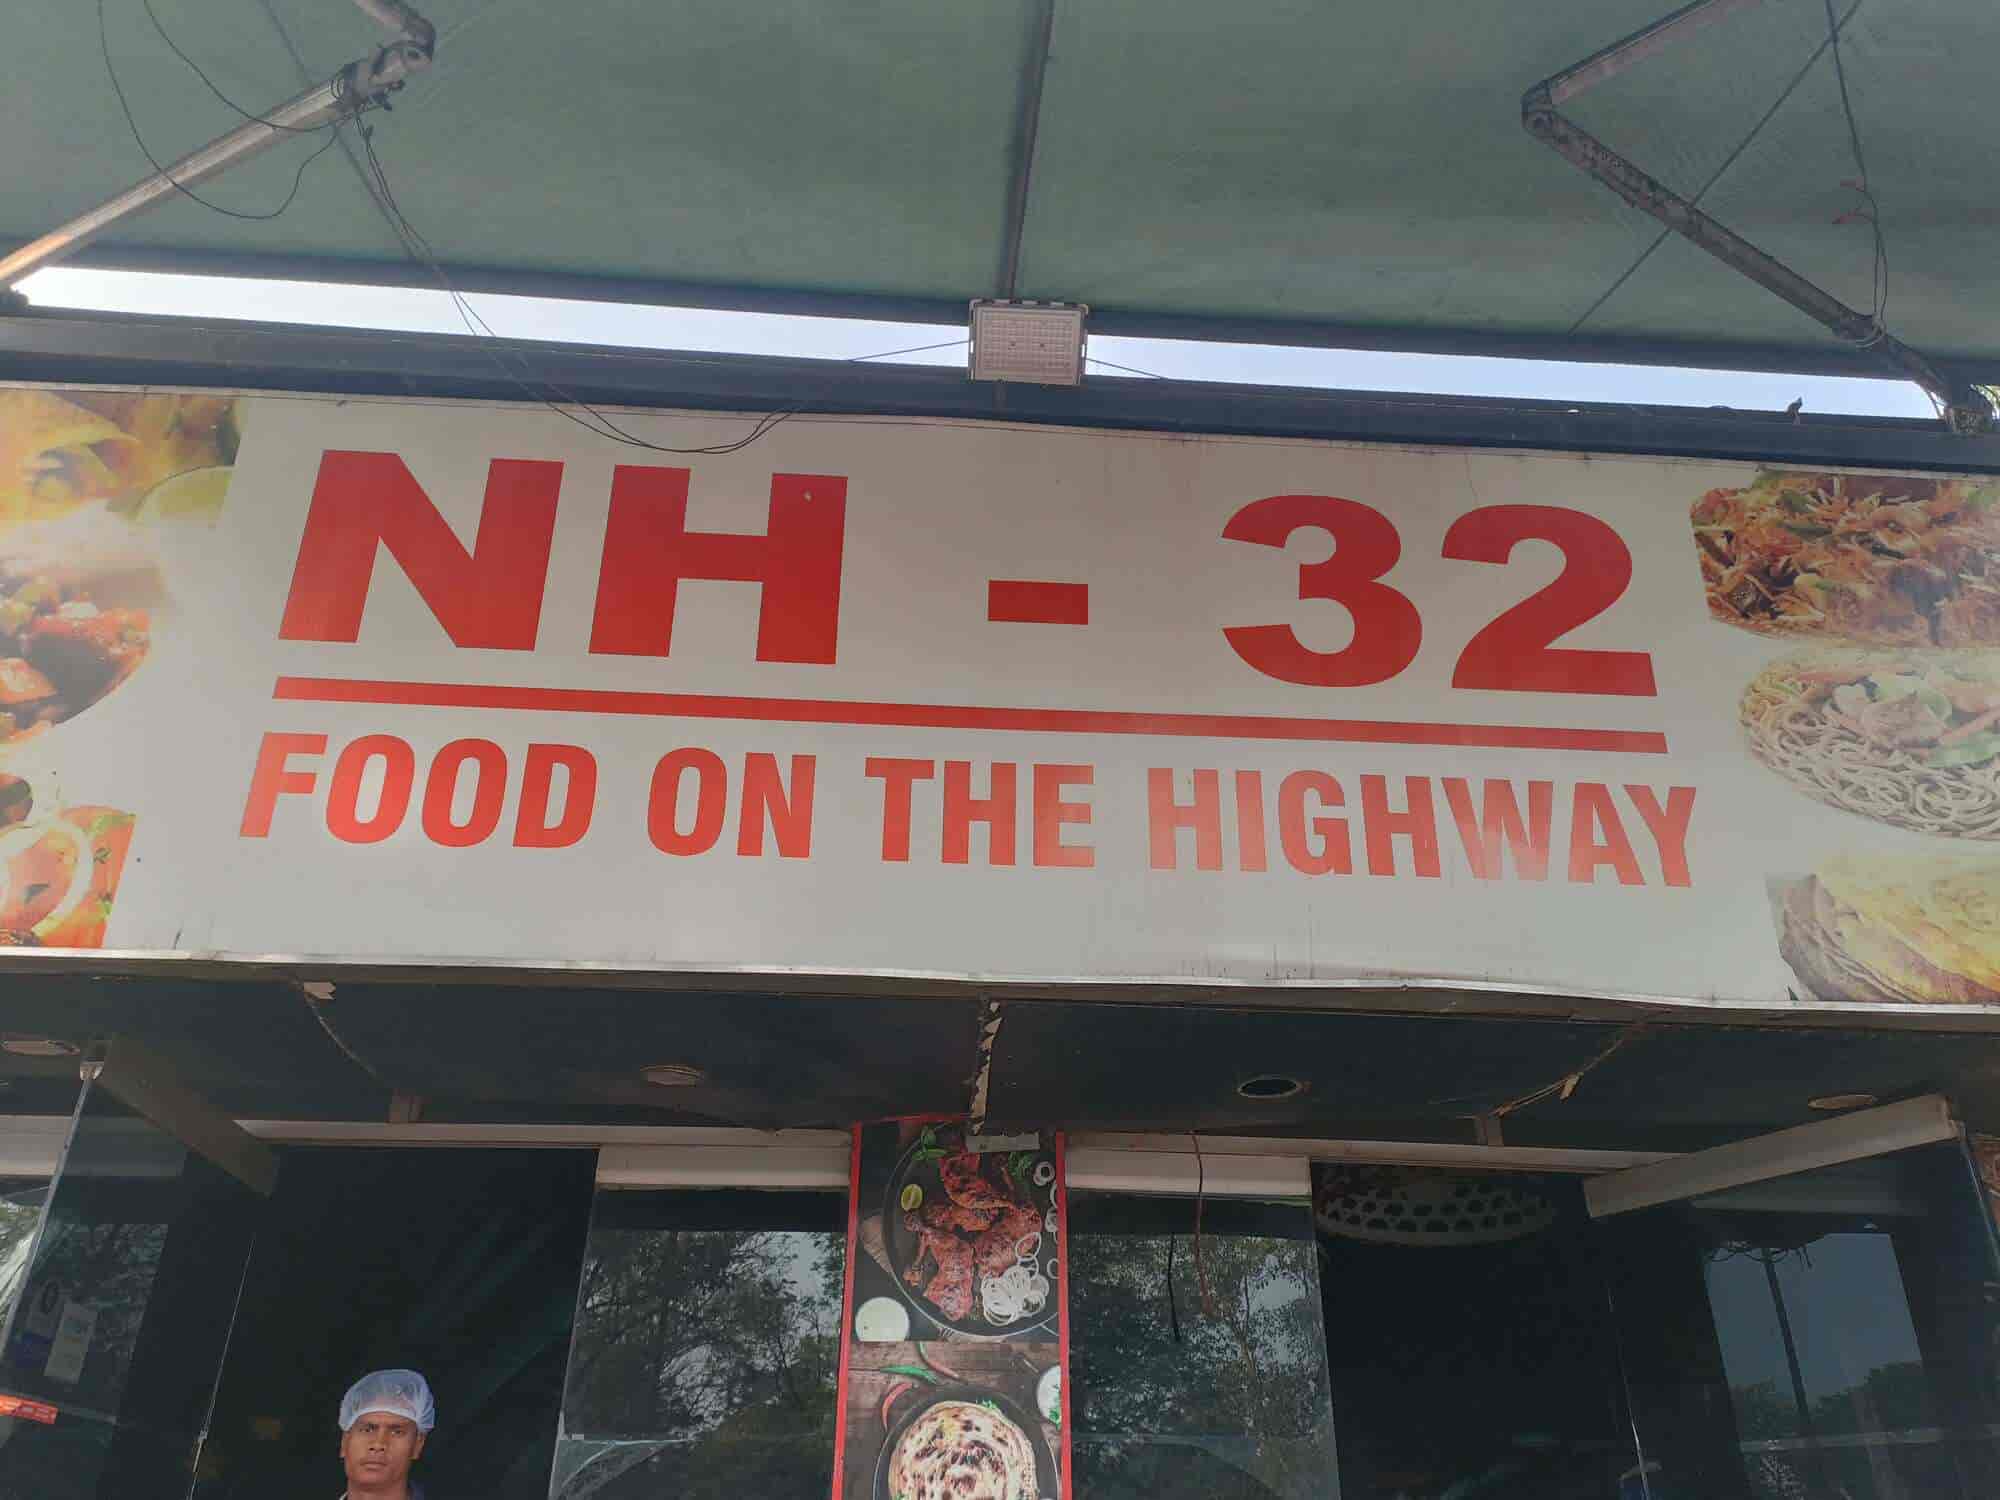 NH - 32
FOOD ON THE HIGHWAY